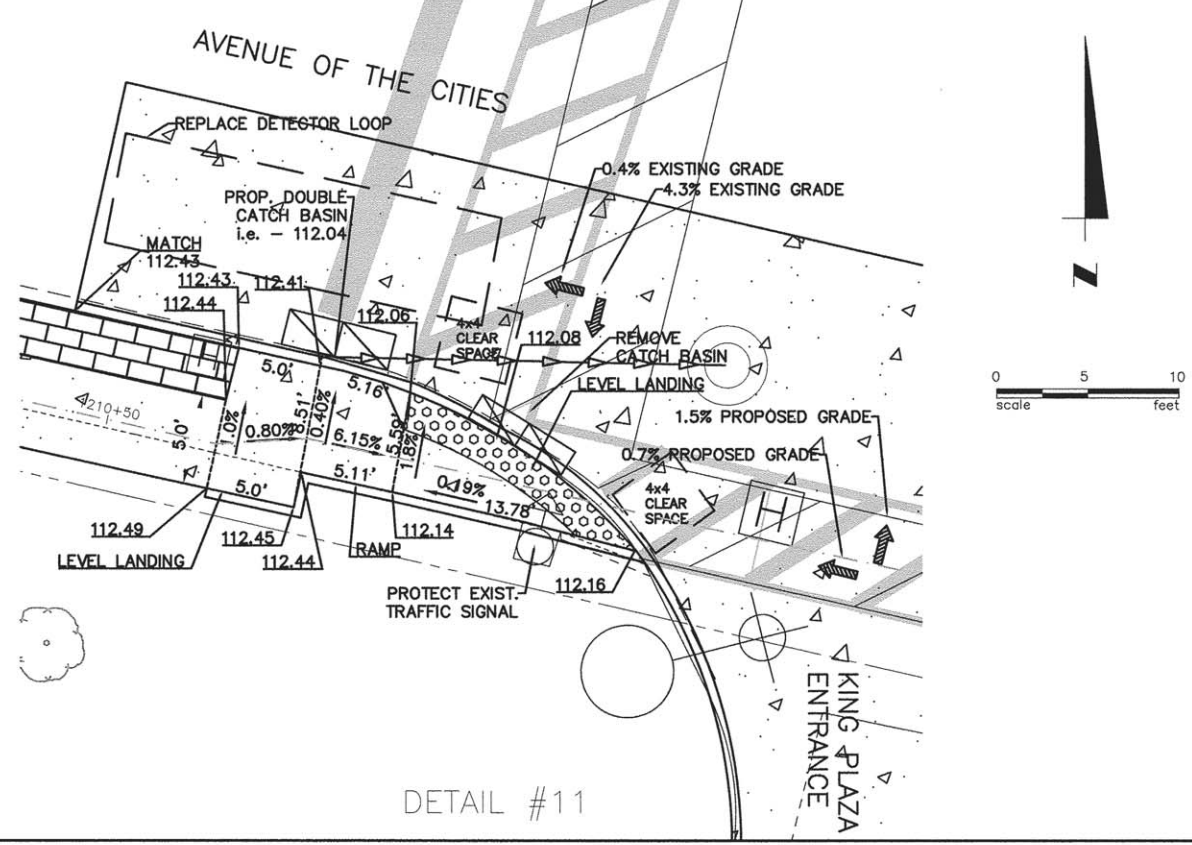 AVENUE OF THE CITIES
REPLACE DETECTOR LOOP
0.4% EXISTING GRADE
4.3% EXISTING GRADE
PROP. DOUBLE
CATCH BASIN
i.e. - 112.04
MATCH
112.43
112.43
112.41
112.44
112.06
4x4
CLEAR
SPACE
112.08
REMOVE
CATCH BASIN
LEVEL LANDING
N
0 5 10
scale feet
1.5% PROPOSED GRADE
0.7% PROPOSED GRADE
5.0'
5.16'
210+50
5.0'
1.0%
0.80%
8.51'
0.40%
6.15%
5.59'
1.8%
5.11'
0.19%
13.78'
5.0'
4x4
CLEAR
SPACE
H
H
112.49
112.45
112.14
LEVEL LANDING
112.44
RAMP
PROTECT EXIST.
TRAFFIC SIGNAL
112.16
KING PLAZA
ENTRANCE
DETAIL #11